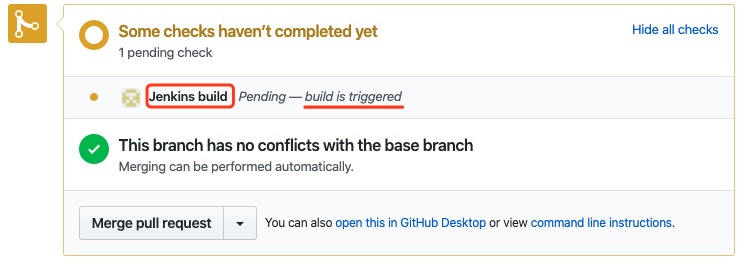 Some checks haven’t completed yet
Hide all checks
1 pending check
Jenkins build Pending — build is triggered
This branch has no conflicts with the base branch
Merging can be performed automatically.
Merge pull request You can also open this in GitHub Desktop or view command line instructions.